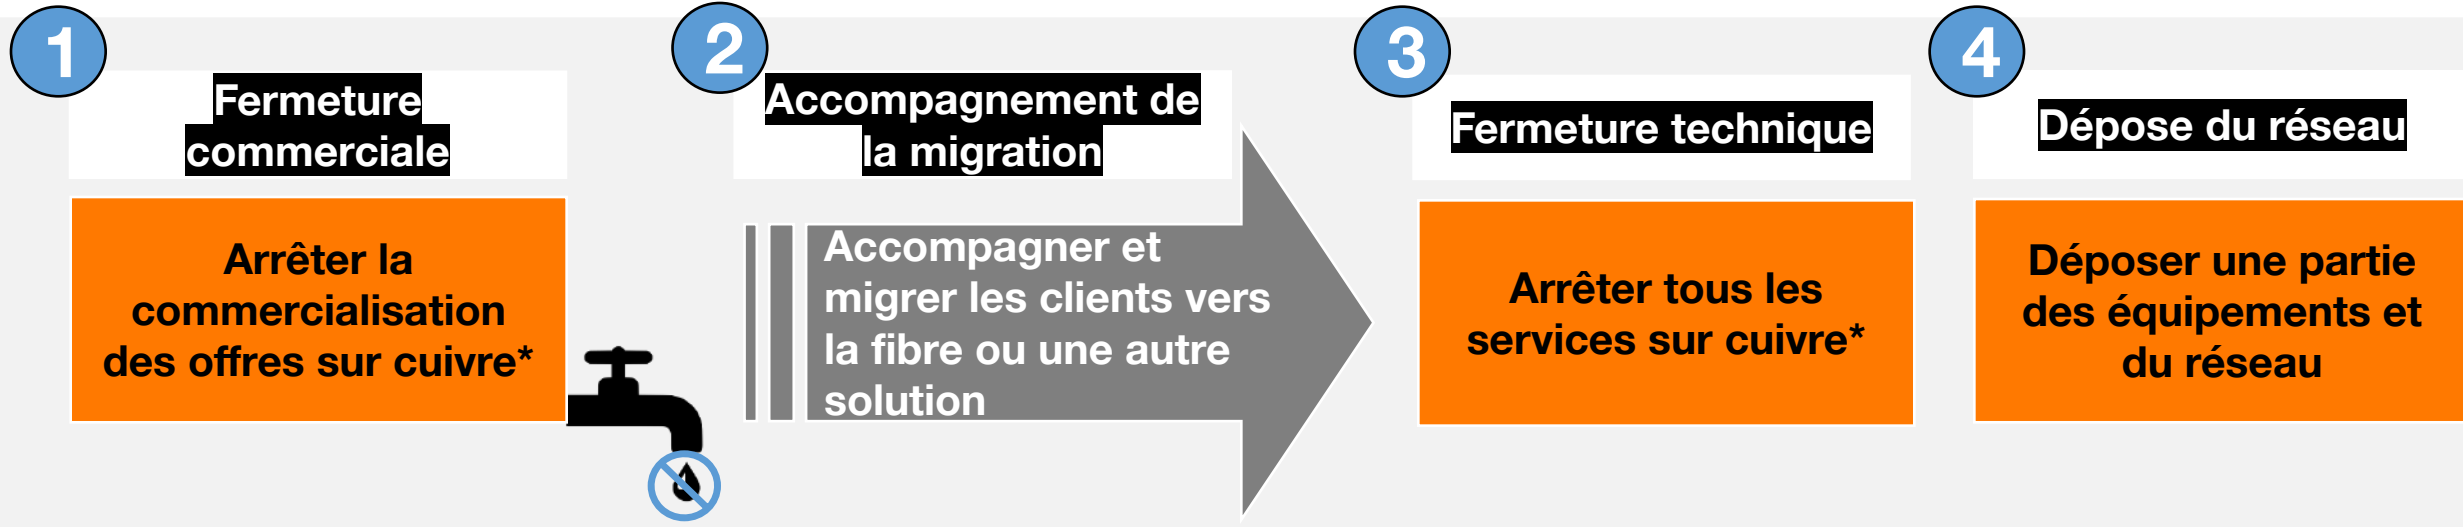 1
Fermeture
commerciale
Arrêter la
commercialisation
des offres sur cuivre*
2
Accompagnement de
la migration
Accompagner et
migrer les clients vers
la fibre ou une autre
solution
3
Fermeture technique
Arrêter tous les
services sur cuivre*
4
Dépose du réseau
Déposer une partie
des équipements et
du réseau